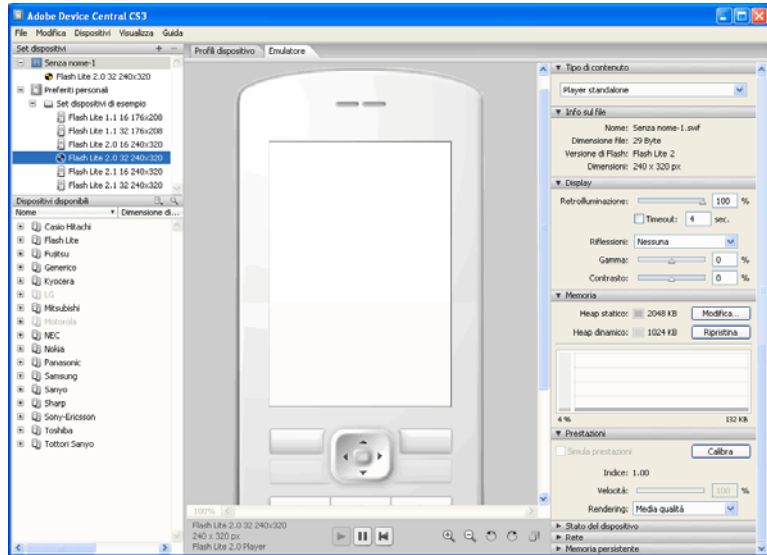 Adobe Device Central CS3
File Modifica Dispositivi Visualizza Guida
Set dispositivi + −
Senza nome-1
Flash Lite 2.0 32 240x320
Preferiti personali
Set dispositivi di esempio
Flash Lite 1.1 16 176x208
Flash Lite 1.1 32 176x208
Flash Lite 2.0 16 240x320
Flash Lite 2.0 32 240x320
Flash Lite 2.1 16 240x320
Flash Lite 2.1 32 240x320
Dispositivi disponibili
Nome Dimensione di...
Casio Hitachi
Flash Lite
Fujitsu
Generico
Kyocera
LG
Mitsubishi
Motorola
NEC
Nokia
Panasonic
Samsung
Sanyo
Sharp
Sony-Ericsson
Toshiba
Tottori Sanyo
Profili dispositivo Emulatore
100%
Flash Lite 2.0 32 240x320
240 x 320 px
Flash Lite 2.0 Player
Tipo di contenuto
Player standalone
Info sul file
Nome: Senza nome-1.swf
Dimensione file: 29 Byte
Versione di Flash: Flash Lite 2
Dimensioni: 240 x 320 px
Display
Retroilluminazione: 100 %
Timeout: 4 sec.
Riflessioni: Nessuna
Gamma: 0 %
Contrasto: 0 %
Memoria
Heap statico: 2048 KB Modifica...
Heap dinamico: 1024 KB Ripristina
4 % 132 KB
Prestazioni
Simula prestazioni Calibra
Indice: 1.00
Velocità: 100 %
Rendering: Media qualità
Stato del dispositivo
Rete
Memoria persistente